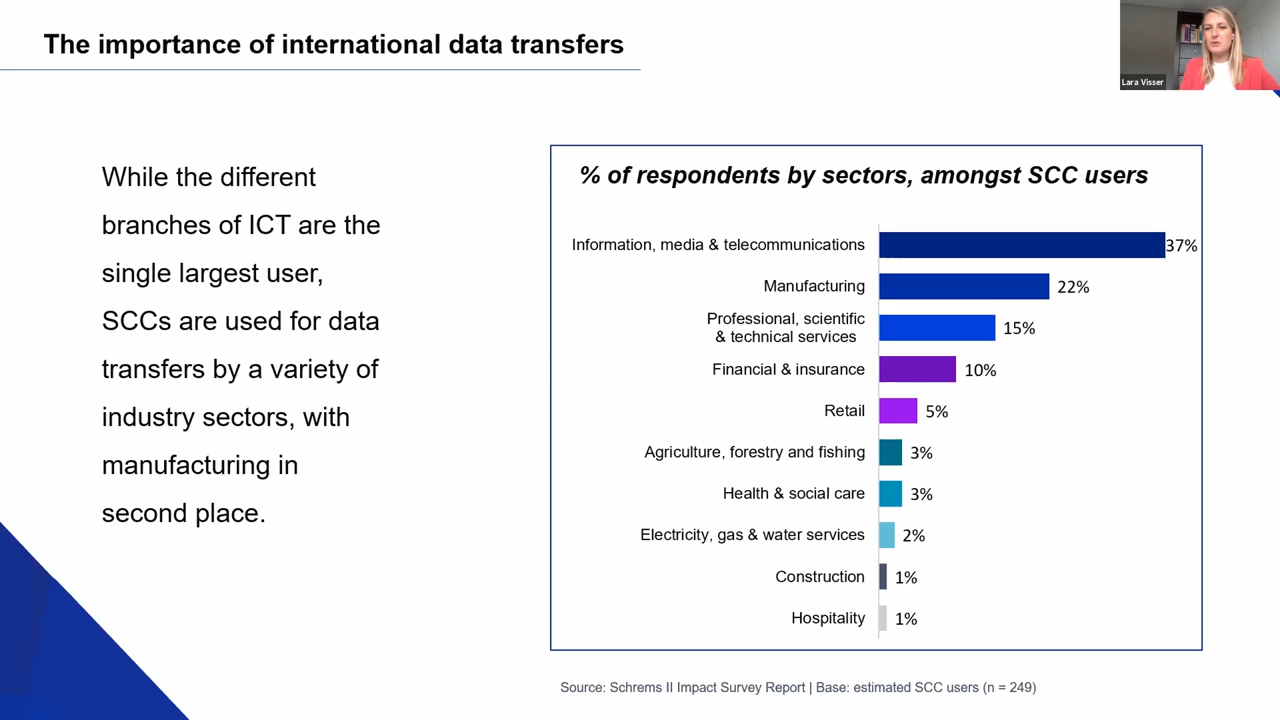 The importance of international data transfers
Lara Visser
While the different
branches of ICT are the
single largest user,
SCCs are used for data
transfers by a variety of
industry sectors, with
manufacturing in
second place.
% of respondents by sectors, amongst SCC users
Information, media & telecommunications 37%
Manufacturing 22%
Professional, scientific
& technical services 15%
Financial & insurance 10%
Retail 5%
Agriculture, forestry and fishing 3%
Health & social care 3%
Electricity, gas & water services 2%
Construction 1%
Hospitality 1%
Source: Schrems II Impact Survey Report | Base: estimated SCC users (n = 249)